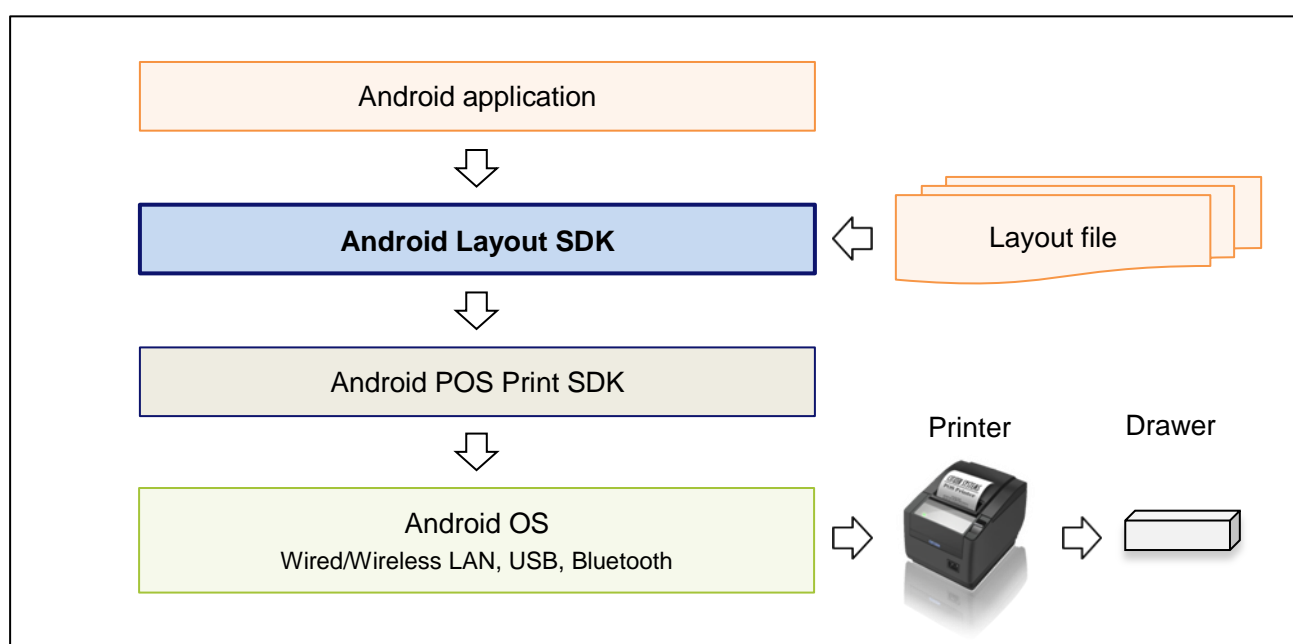 Android application
Android Layout SDK
Layout file
Android POS Print SDK
Printer
Drawer
Android OS
Wired/Wireless LAN, USB, Bluetooth